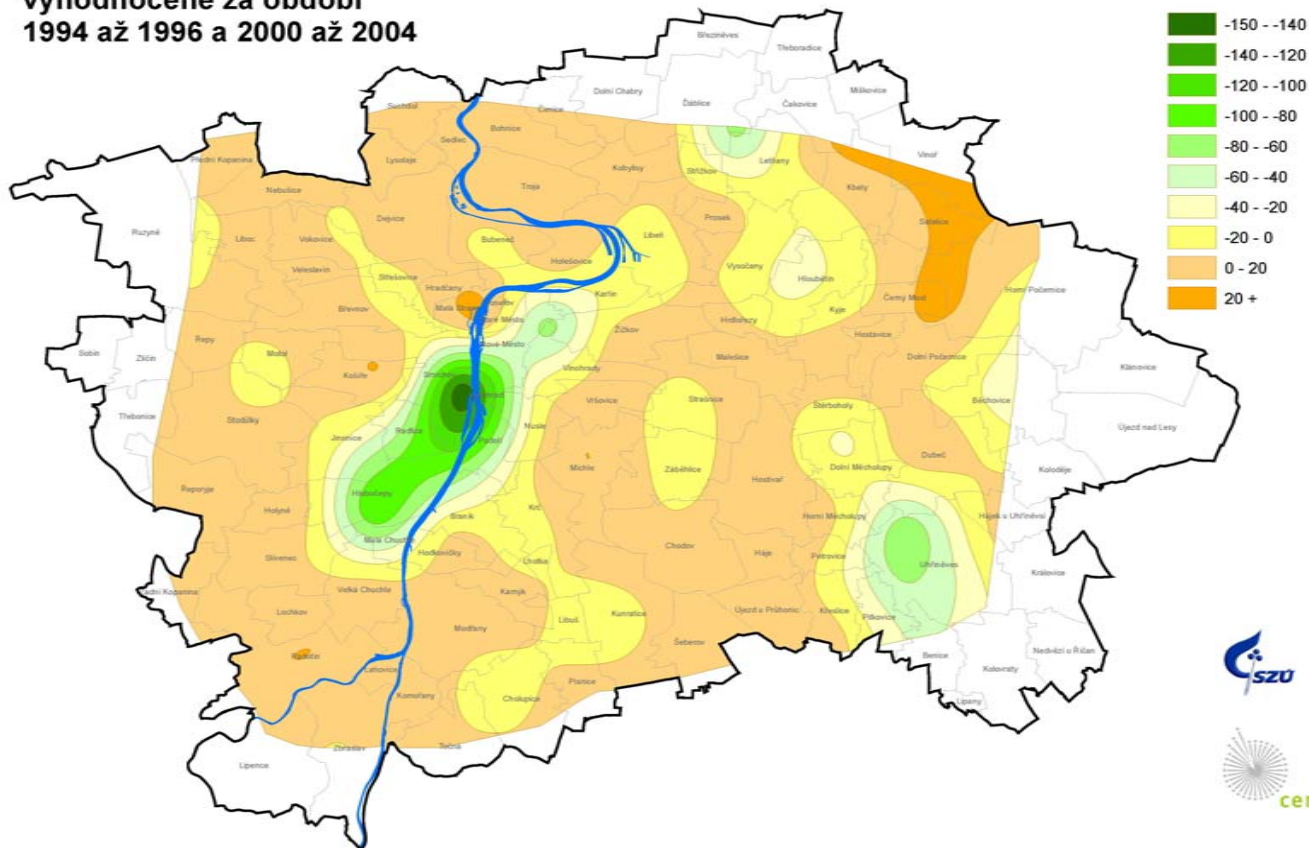 vyhodnocené za období
1994 až 1996 a 2000 až 2004
-150 - -140
-140 - -120
-120 - -100
-100 - -80
-80 - -60
-60 - -40
-40 - -20
-20 - 0
0 - 20
20 +
Březiněves
Třeboradice
Dolní Chabry
Miškovice
Ďáblice
Čakovice
Suchdol
Čimice
Bohnice
Sedlec
Vinoř
Přední Kopanina
Lysolaje
Kobylisy
Letňany
Střížkov
Nebušice
Troja
Kbely
Dejvice
Prosek
Satalice
Ruzyně
Liboc
Vokovice
Bubeneč
Libeň
Veleslavín
Střešovice
Holešovice
Vysočany
Hloubětín
Hradčany
Karlín
Černý Most
Horní Počernice
Břevnov
Malá Strana
Kyje
Staré Město
Žižkov
Hrdlořezy
Hostavice
Řepy
Nové Město
Sobín
Zličín
Motol
Malešice
Dolní Počernice
Klánovice
Košíře
Smíchov
Vinohrady
Třebonice
Vršovice
Strašnice
Běchovice
Štěrboholy
Stodůlky
Nusle
Újezd nad Lesy
Jinonice
Radlice
Podolí
Dubeč
Michle
Záběhlice
Dolní Měcholupy
Koloděje
Hostivař
Řeporyje
Hlubočepy
Holyně
Krč
Braník
Horní Měcholupy
Hájek u Uhříněvsi
Malá Chuchle
Chodov
Slivenec
Hodkovičky
Lhotka
Háje
Petrovice
Uhříněves
Královice
Zadní Kopanina
Velká Chuchle
Kamýk
Lochkov
Kunratice
Újezd u Průhonic
Křeslice
Libuš
Pitkovice
Modřany
Šeberov
Radotín
Benice
Nedvězí u Říčan
Lahovice
Kolovraty
Písnice
Komořany
Cholupice
Lipany
Zbraslav
Točná
Lipence
SZÚ
cen